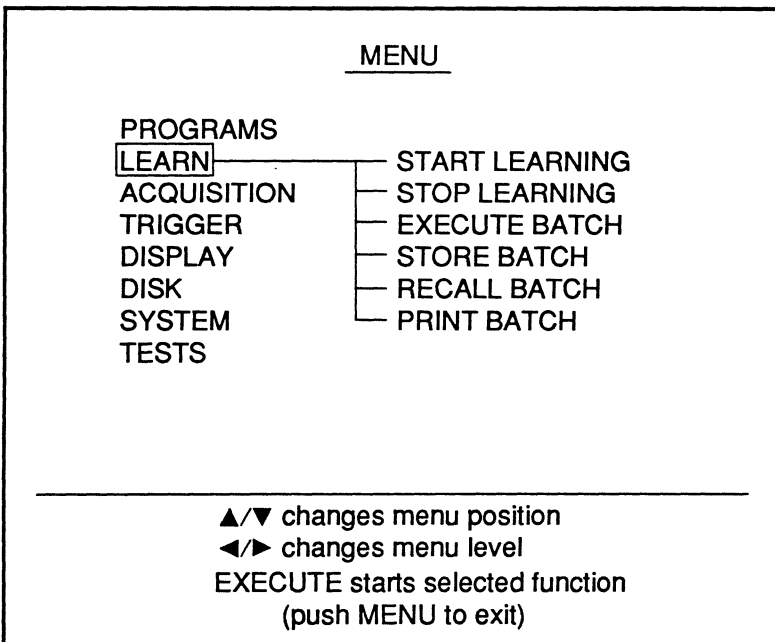 MENU
PROGRAMS
LEARN START LEARNING
ACQUISITION STOP LEARNING
TRIGGER EXECUTE BATCH
DISPLAY STORE BATCH
DISK RECALL BATCH
SYSTEM PRINT BATCH
TESTS
▲/▼ changes menu position
◄/► changes menu level
EXECUTE starts selected function
(push MENU to exit)